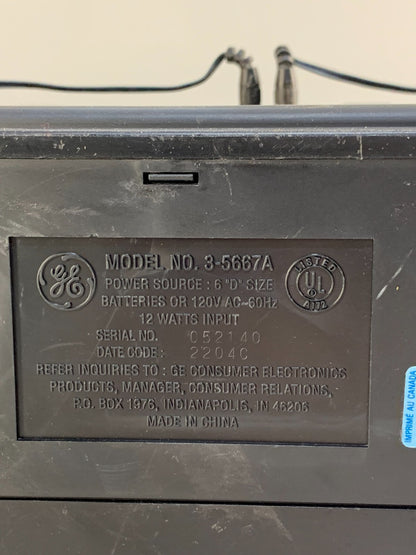 GE
MODEL NO. 3-5667A
POWER SOURCE : 6 "D" SIZE
BATTERIES OR 120V AC~60Hz
12 WATTS INPUT
SERIAL NO. C52140
DATE CODE: 2204C
REFER INQUIRIES TO : GE CONSUMER ELECTRONICS
PRODUCTS, MANAGER, CONSUMER RELATIONS,
P.O. BOX 1976, INDIANAPOLIS, IN 46206
MADE IN CHINA
LISTED
UL
IMPRIMÉ AU CANADA